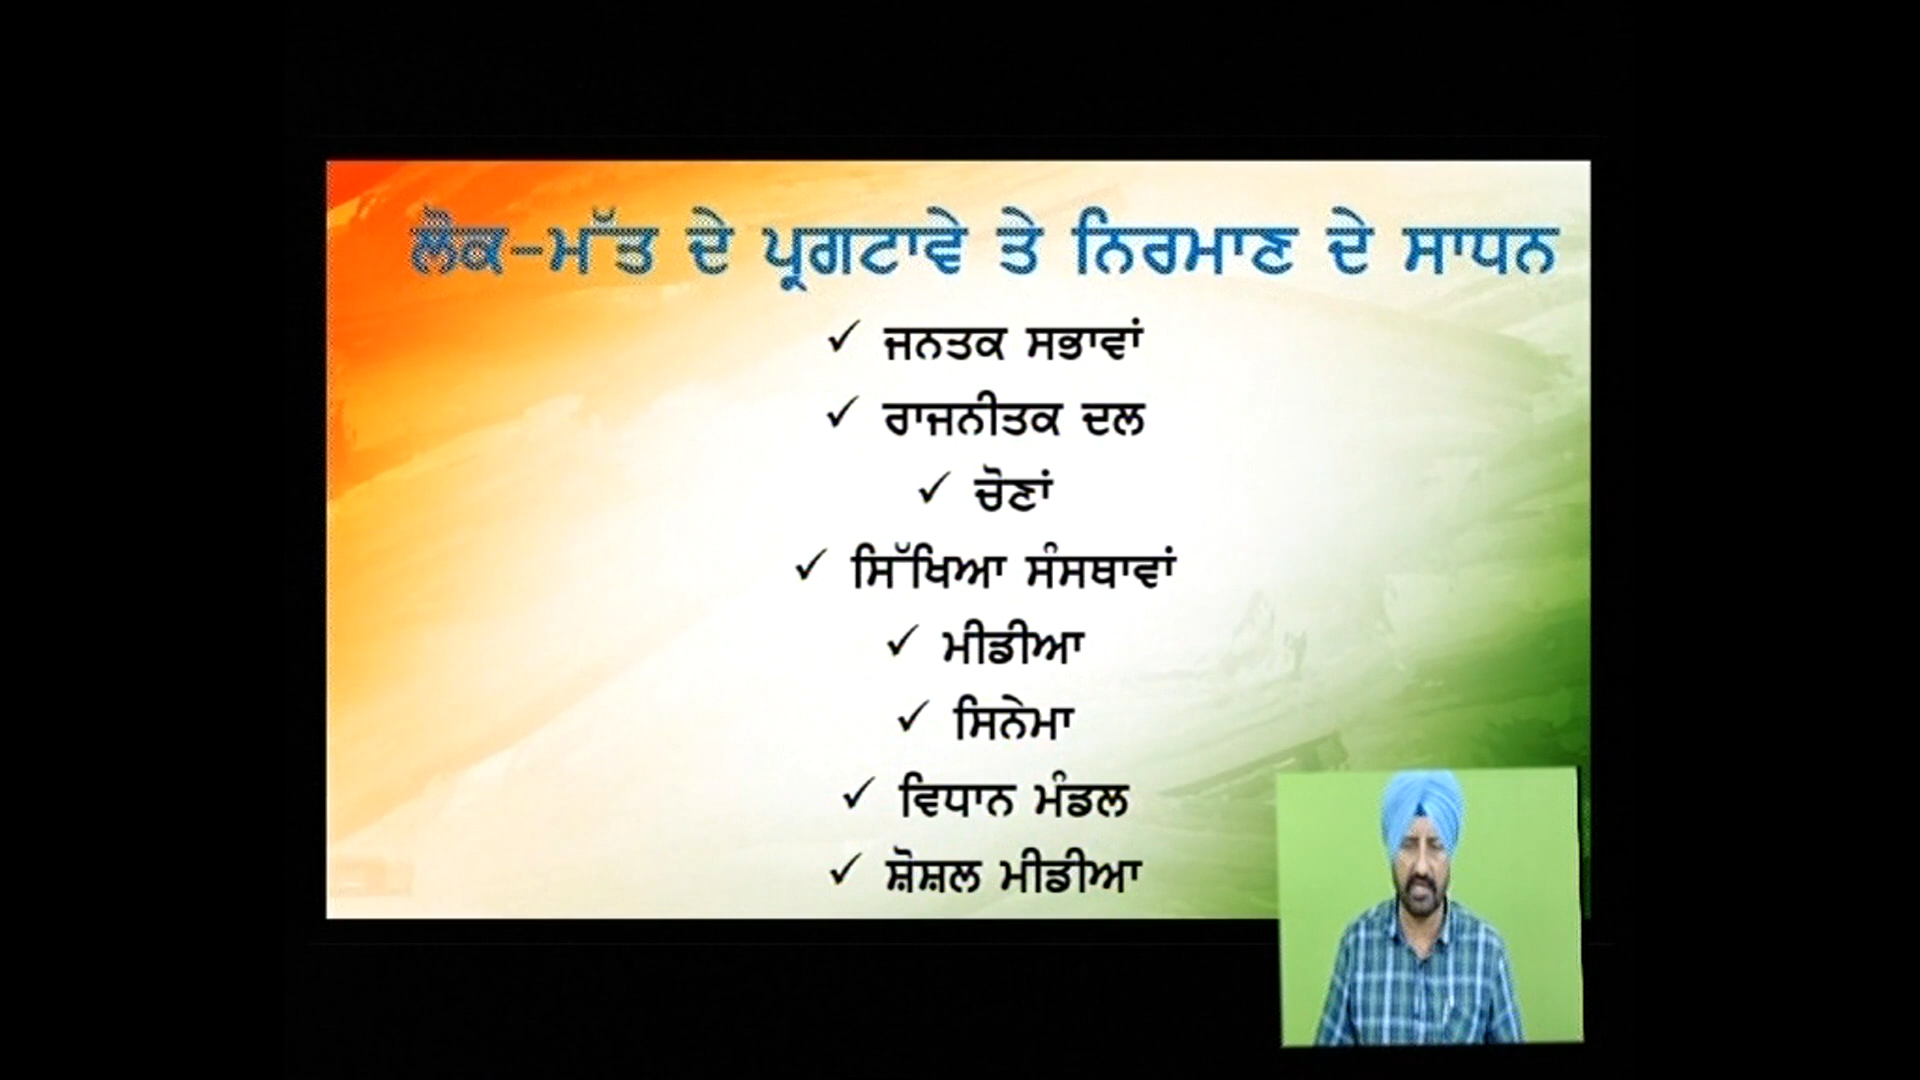 ਲੋਕ-ਮੱਤ ਦੇ ਪ੍ਰਗਟਾਵੇ ਤੇ ਨਿਰਮਾਣ ਦੇ ਸਾਧਨ
✓ ਜਨਤਕ ਸਭਾਵਾਂ
✓ ਰਾਜਨੀਤਕ ਦਲ
✓ ਚੋਣਾਂ
✓ ਸਿੱਖਿਆ ਸੰਸਥਾਵਾਂ
✓ ਮੀਡੀਆ
✓ ਸਿਨੇਮਾ
✓ ਵਿਧਾਨ ਮੰਡਲ
✓ ਸ਼ੋਸ਼ਲ ਮੀਡੀਆ